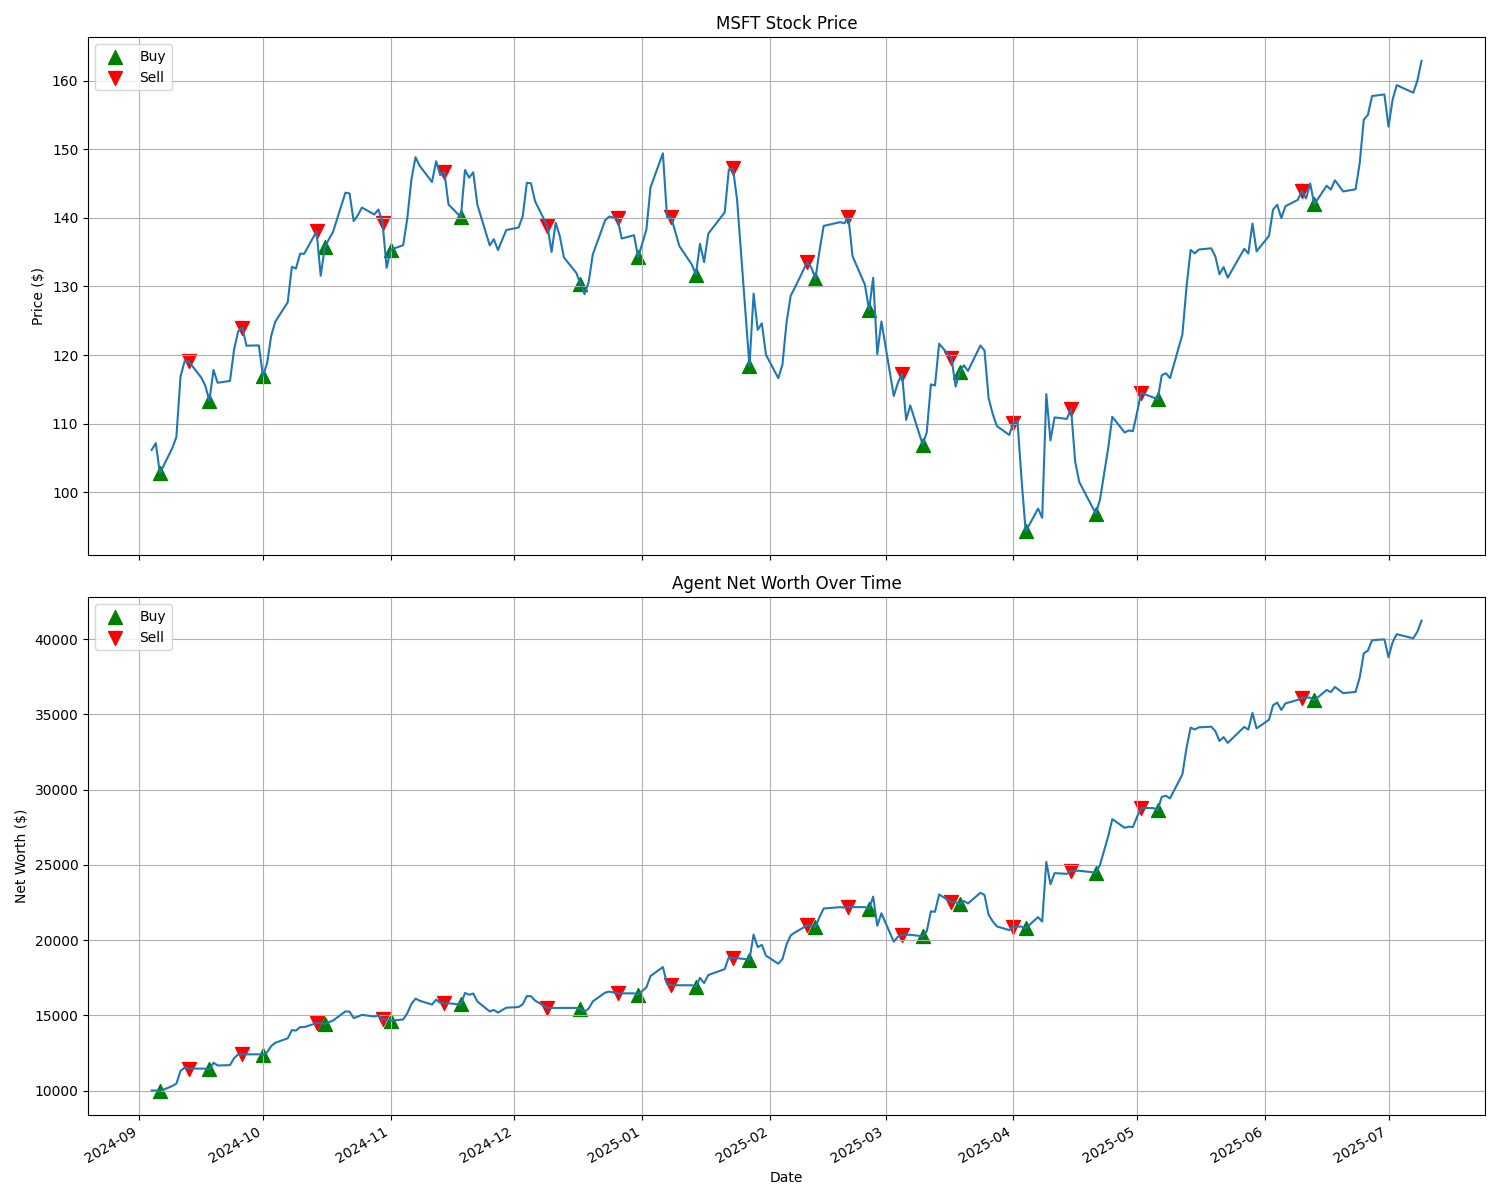 MSFT Stock Price
Buy
Sell
Price ($)
160
150
140
130
120
110
100
Agent Net Worth Over Time
Buy
Sell
Net Worth ($)
40000
35000
30000
25000
20000
15000
10000
2024-09
2024-10
2024-11
2024-12
2025-01
2025-02
2025-03
2025-04
2025-05
2025-06
2025-07
Date